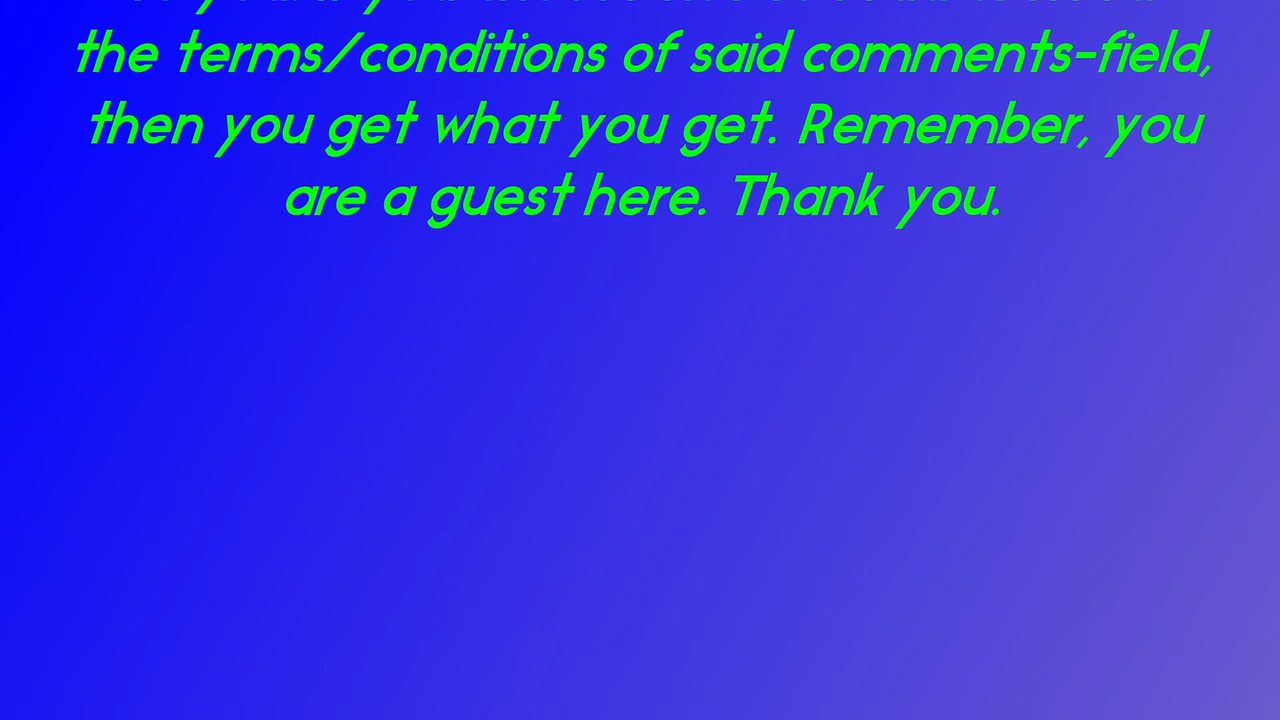 the terms/conditions of said comments-field,
then you get what you get. Remember, you
are a guest here. Thank you.